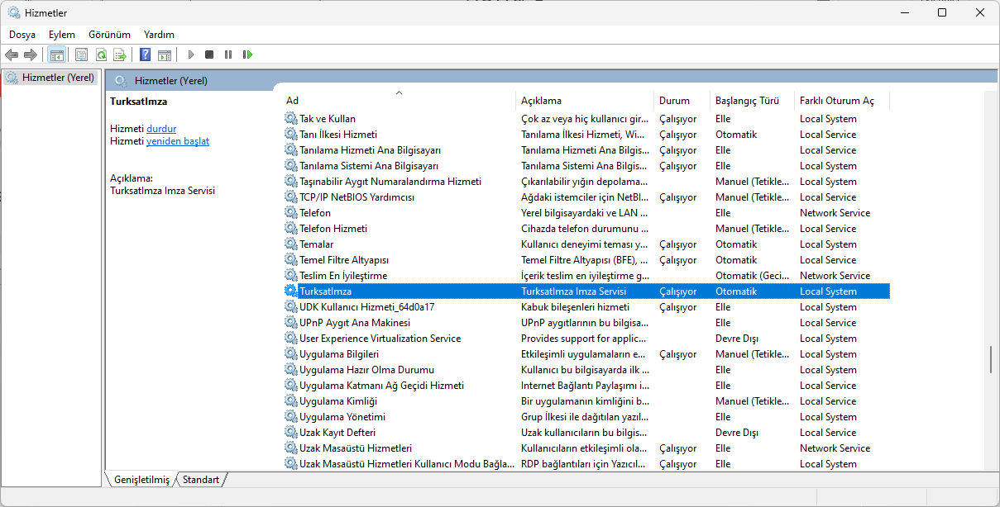 Hizmetler
Dosya Eylem Görünüm Yardım
Hizmetler (Yerel)
Hizmetler (Yerel)
TurksatImza
Hizmeti durdur
Hizmeti yeniden başlat
Açıklama:
TurksatImza Imza Servisi
Ad Açıklama Durum Başlangıç Türü Farklı Oturum Aç
Tak ve Kullan Çok az veya hiç kullanıcı gir... Çalışıyor Elle Local System
Tanı İlkesi Hizmeti Tanılama İlkesi Hizmeti, Wi... Çalışıyor Otomatik Local Service
Tanılama Hizmeti Ana Bilgisayarı Tanılama Hizmeti Ana Bilgis... Çalışıyor Elle Local Service
Tanılama Sistemi Ana Bilgisayarı Tanılama Sistemi Ana Bilgis... Çalışıyor Elle Local System
Taşınabilir Aygıt Numaralandırma Hizmeti Çıkarılabilir yığın depolama... Manuel (Tetikle... Local System
TCP/IP NetBIOS Yardımcısı Ağdaki istemciler için NetBI... Çalışıyor Manuel (Tetikle... Local Service
Telefon Yerel bilgisayardaki ve LAN ... Elle Network Service
Telefon Hizmeti Cihazda telefon durumunu ... Manuel (Tetikle... Local Service
Temalar Kullanıcı deneyimi teması y... Çalışıyor Otomatik Local System
Temel Filtre Altyapısı Temel Filtre Altyapısı (BFE), ... Çalışıyor Otomatik Local Service
Teslim En İyileştirme İçerik teslim en iyileştirme g... Otomatik (Geci... Network Service
TurksatImza TurksatImza Imza Servisi Çalışıyor Otomatik Local System
UDK Kullanıcı Hizmeti_64d0a17 Kabuk bileşenleri hizmeti Çalışıyor Elle Local System
UPnP Aygıt Ana Makinesi UPnP aygıtlarının bu bilgisa... Elle Local Service
User Experience Virtualization Service Provides support for applic... Devre Dışı Local System
Uygulama Bilgileri Etkileşimli uygulamaların e... Çalışıyor Manuel (Tetikle... Local System
Uygulama Hazır Olma Durumu Kullanıcı bu bilgisayarda ilk ... Elle Local System
Uygulama Katmanı Ağ Geçidi Hizmeti Internet Bağlantı Paylaşımı i... Elle Local Service
Uygulama Kimliği Bir uygulamanın kimliğini b... Manuel (Tetikle... Local Service
Uygulama Yönetimi Grup İlkesi ile dağıtılan yazıl... Elle Local System
Uzak Kayıt Defteri Uzak kullanıcıların bu bilgis... Devre Dışı Local Service
Uzak Masaüstü Hizmetleri Kullanıcıların etkileşimli ola... Çalışıyor Elle Network Service
Uzak Masaüstü Hizmetleri Kullanıcı Modu Bağla... RDP bağlantıları için Yazıcıl... Çalışıyor Elle Local System
Genişletilmiş Standart